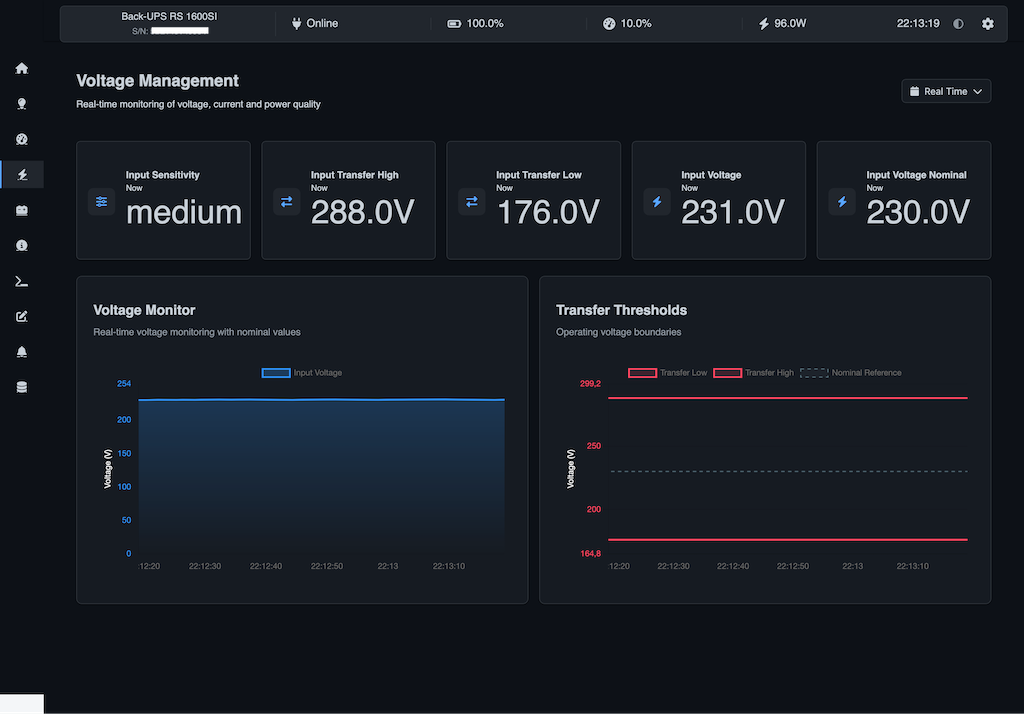 Back-UPS RS 1600SI
S/N:
Online
100.0%
10.0%
96.0W
22:13:19
Voltage Management
Real-time monitoring of voltage, current and power quality
Real Time
Input Sensitivity
Now
medium
Input Transfer High
Now
288.0V
Input Transfer Low
Now
176.0V
Input Voltage
Now
231.0V
Input Voltage Nominal
Now
230.0V
Voltage Monitor
Real-time voltage monitoring with nominal values
Input Voltage
254
200
150
100
50
0
Voltage (V)
:12:20 22:12:30 22:12:40 22:12:50 22:13 22:13:10
Transfer Thresholds
Operating voltage boundaries
Transfer Low Transfer High Nominal Reference
299,2
250
200
164,8
Voltage (V)
:12:20 22:12:30 22:12:40 22:12:50 22:13 22:13:10